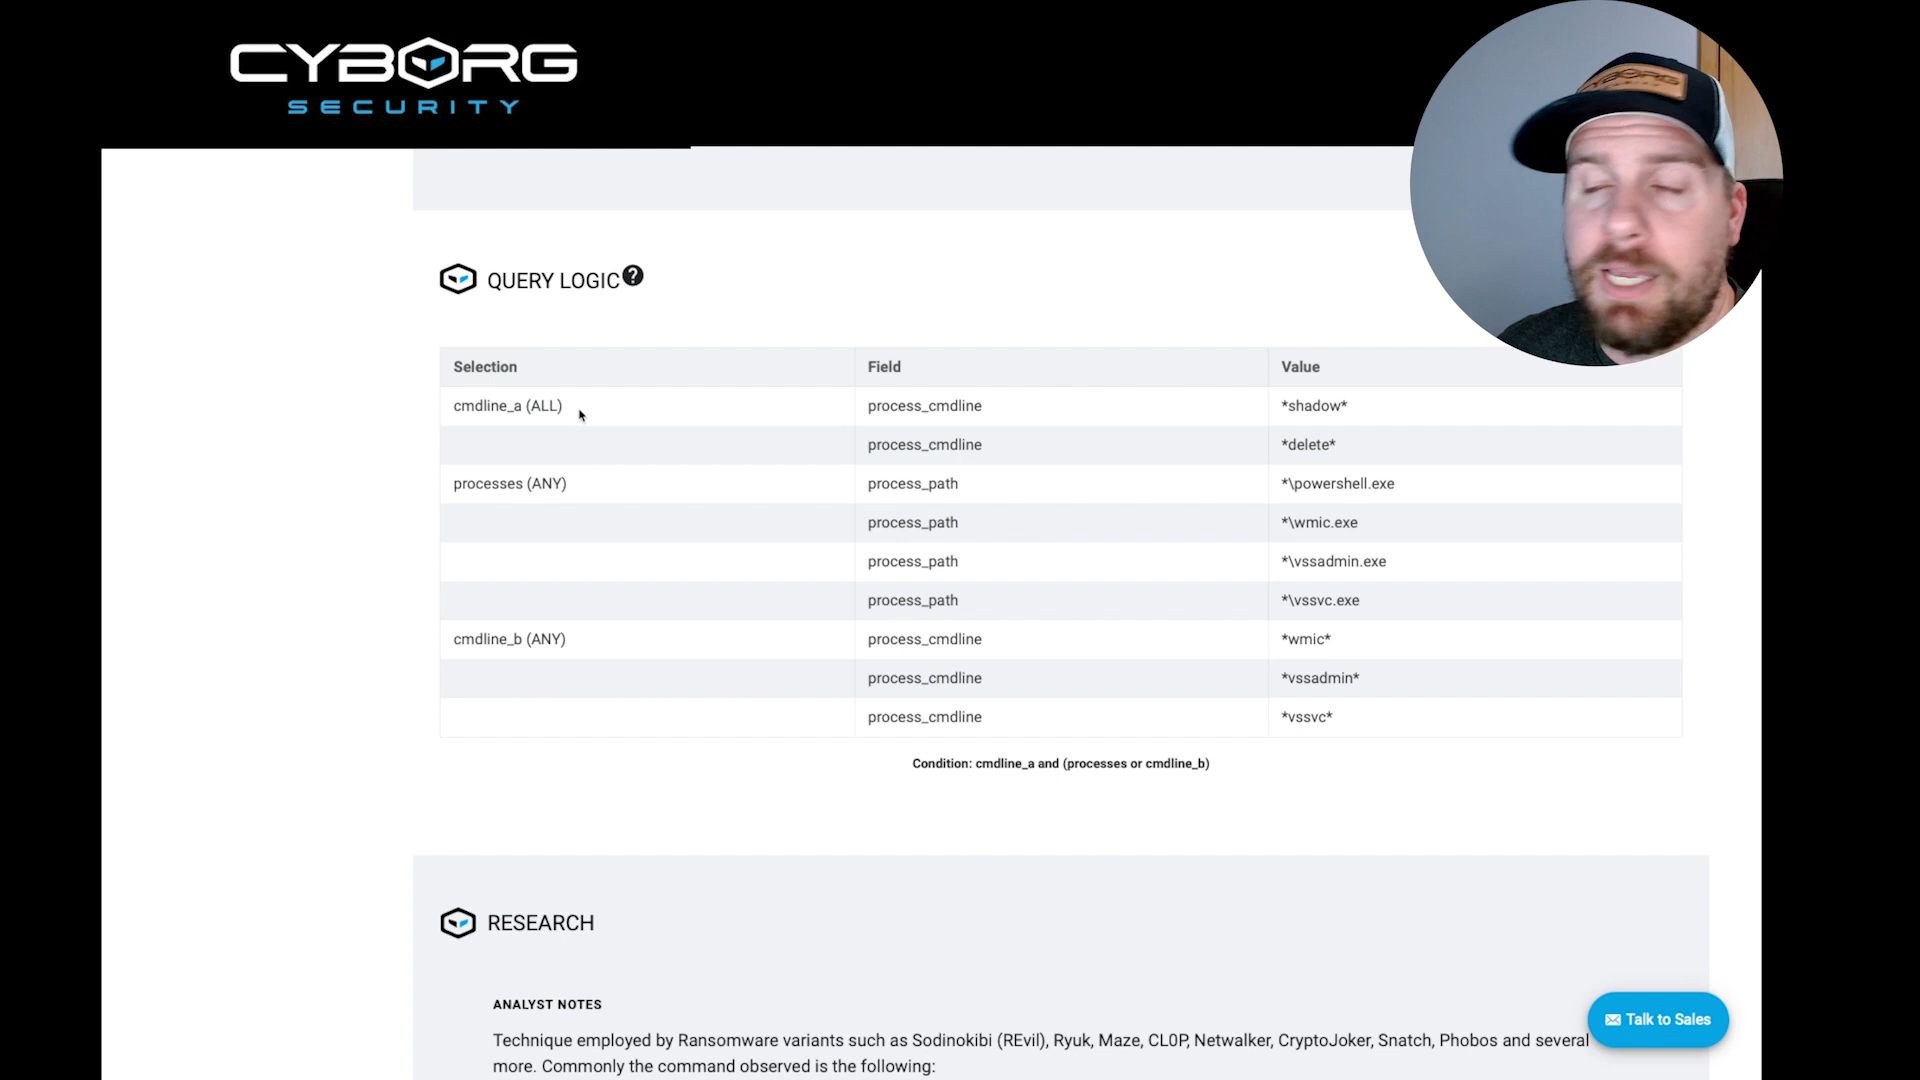 CYBORG
SECURITY
CYBORG
QUERY LOGIC ?
Selection Field Value
cmdline_a (ALL) process_cmdline *shadow*
process_cmdline *delete*
processes (ANY) process_path *\powershell.exe
process_path *\wmic.exe
process_path *\vssadmin.exe
process_path *\vssvc.exe
cmdline_b (ANY) process_cmdline *wmic*
process_cmdline *vssadmin*
process_cmdline *vssvc*
Condition: cmdline_a and (processes or cmdline_b)
RESEARCH
ANALYST NOTES
Technique employed by Ransomware variants such as Sodinokibi (REvil), Ryuk, Maze, CL0P, Netwalker, CryptoJoker, Snatch, Phobos and several
more. Commonly the command observed is the following:
Talk to Sales